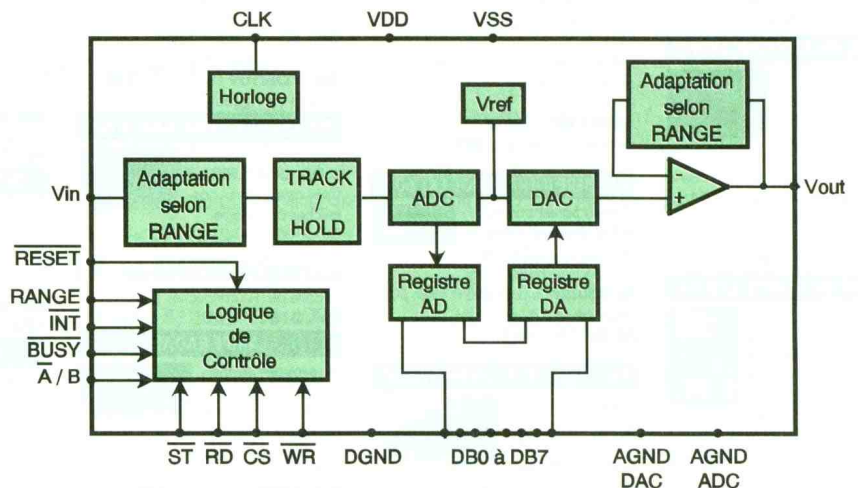 CLK VDD VSS
Horloge
Vref
Adaptation
selon
RANGE
Vin
Adaptation
selon
RANGE
TRACK
/
HOLD
ADC
DAC
-
+
Vout
RESET
RANGE
INT
BUSY
A / B
Logique
de
Contrôle
Registre
AD
Registre
DA
ST RD CS WR DGND DB0 à DB7
AGND
DAC
AGND
ADC